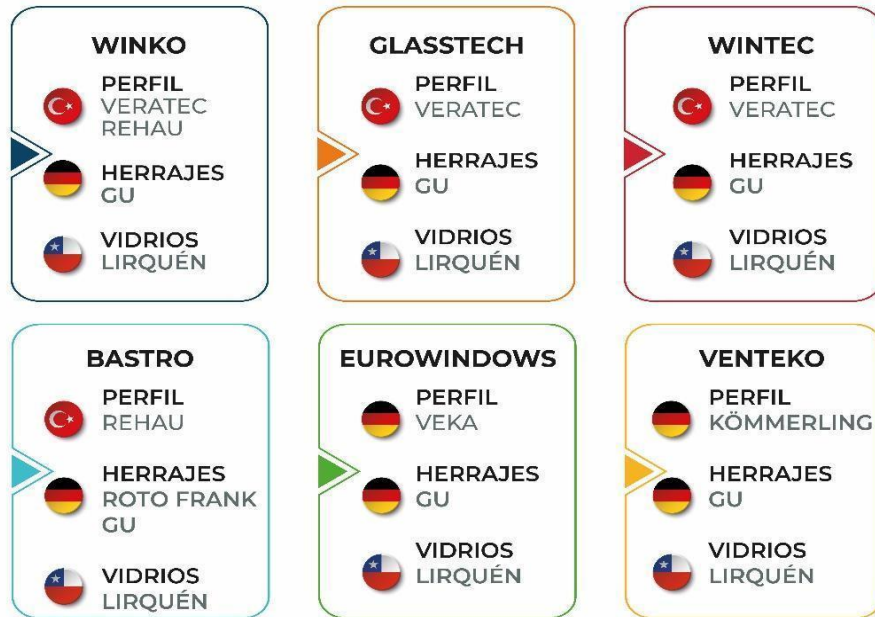 WINKO
PERFIL
VERATEC
REHAU
HERRAJES
GU
VIDRIOS
LIRQUÉN
GLASSTECH
PERFIL
VERATEC
HERRAJES
GU
VIDRIOS
LIRQUÉN
WINTEC
PERFIL
VERATEC
HERRAJES
GU
VIDRIOS
LIRQUÉN
BASTRO
PERFIL
REHAU
HERRAJES
ROTO FRANK
GU
VIDRIOS
LIRQUÉN
EUROWINDOWS
PERFIL
VEKA
HERRAJES
GU
VIDRIOS
LIRQUÉN
VENTEKO
PERFIL
KÖMMERLING
HERRAJES
GU
VIDRIOS
LIRQUÉN